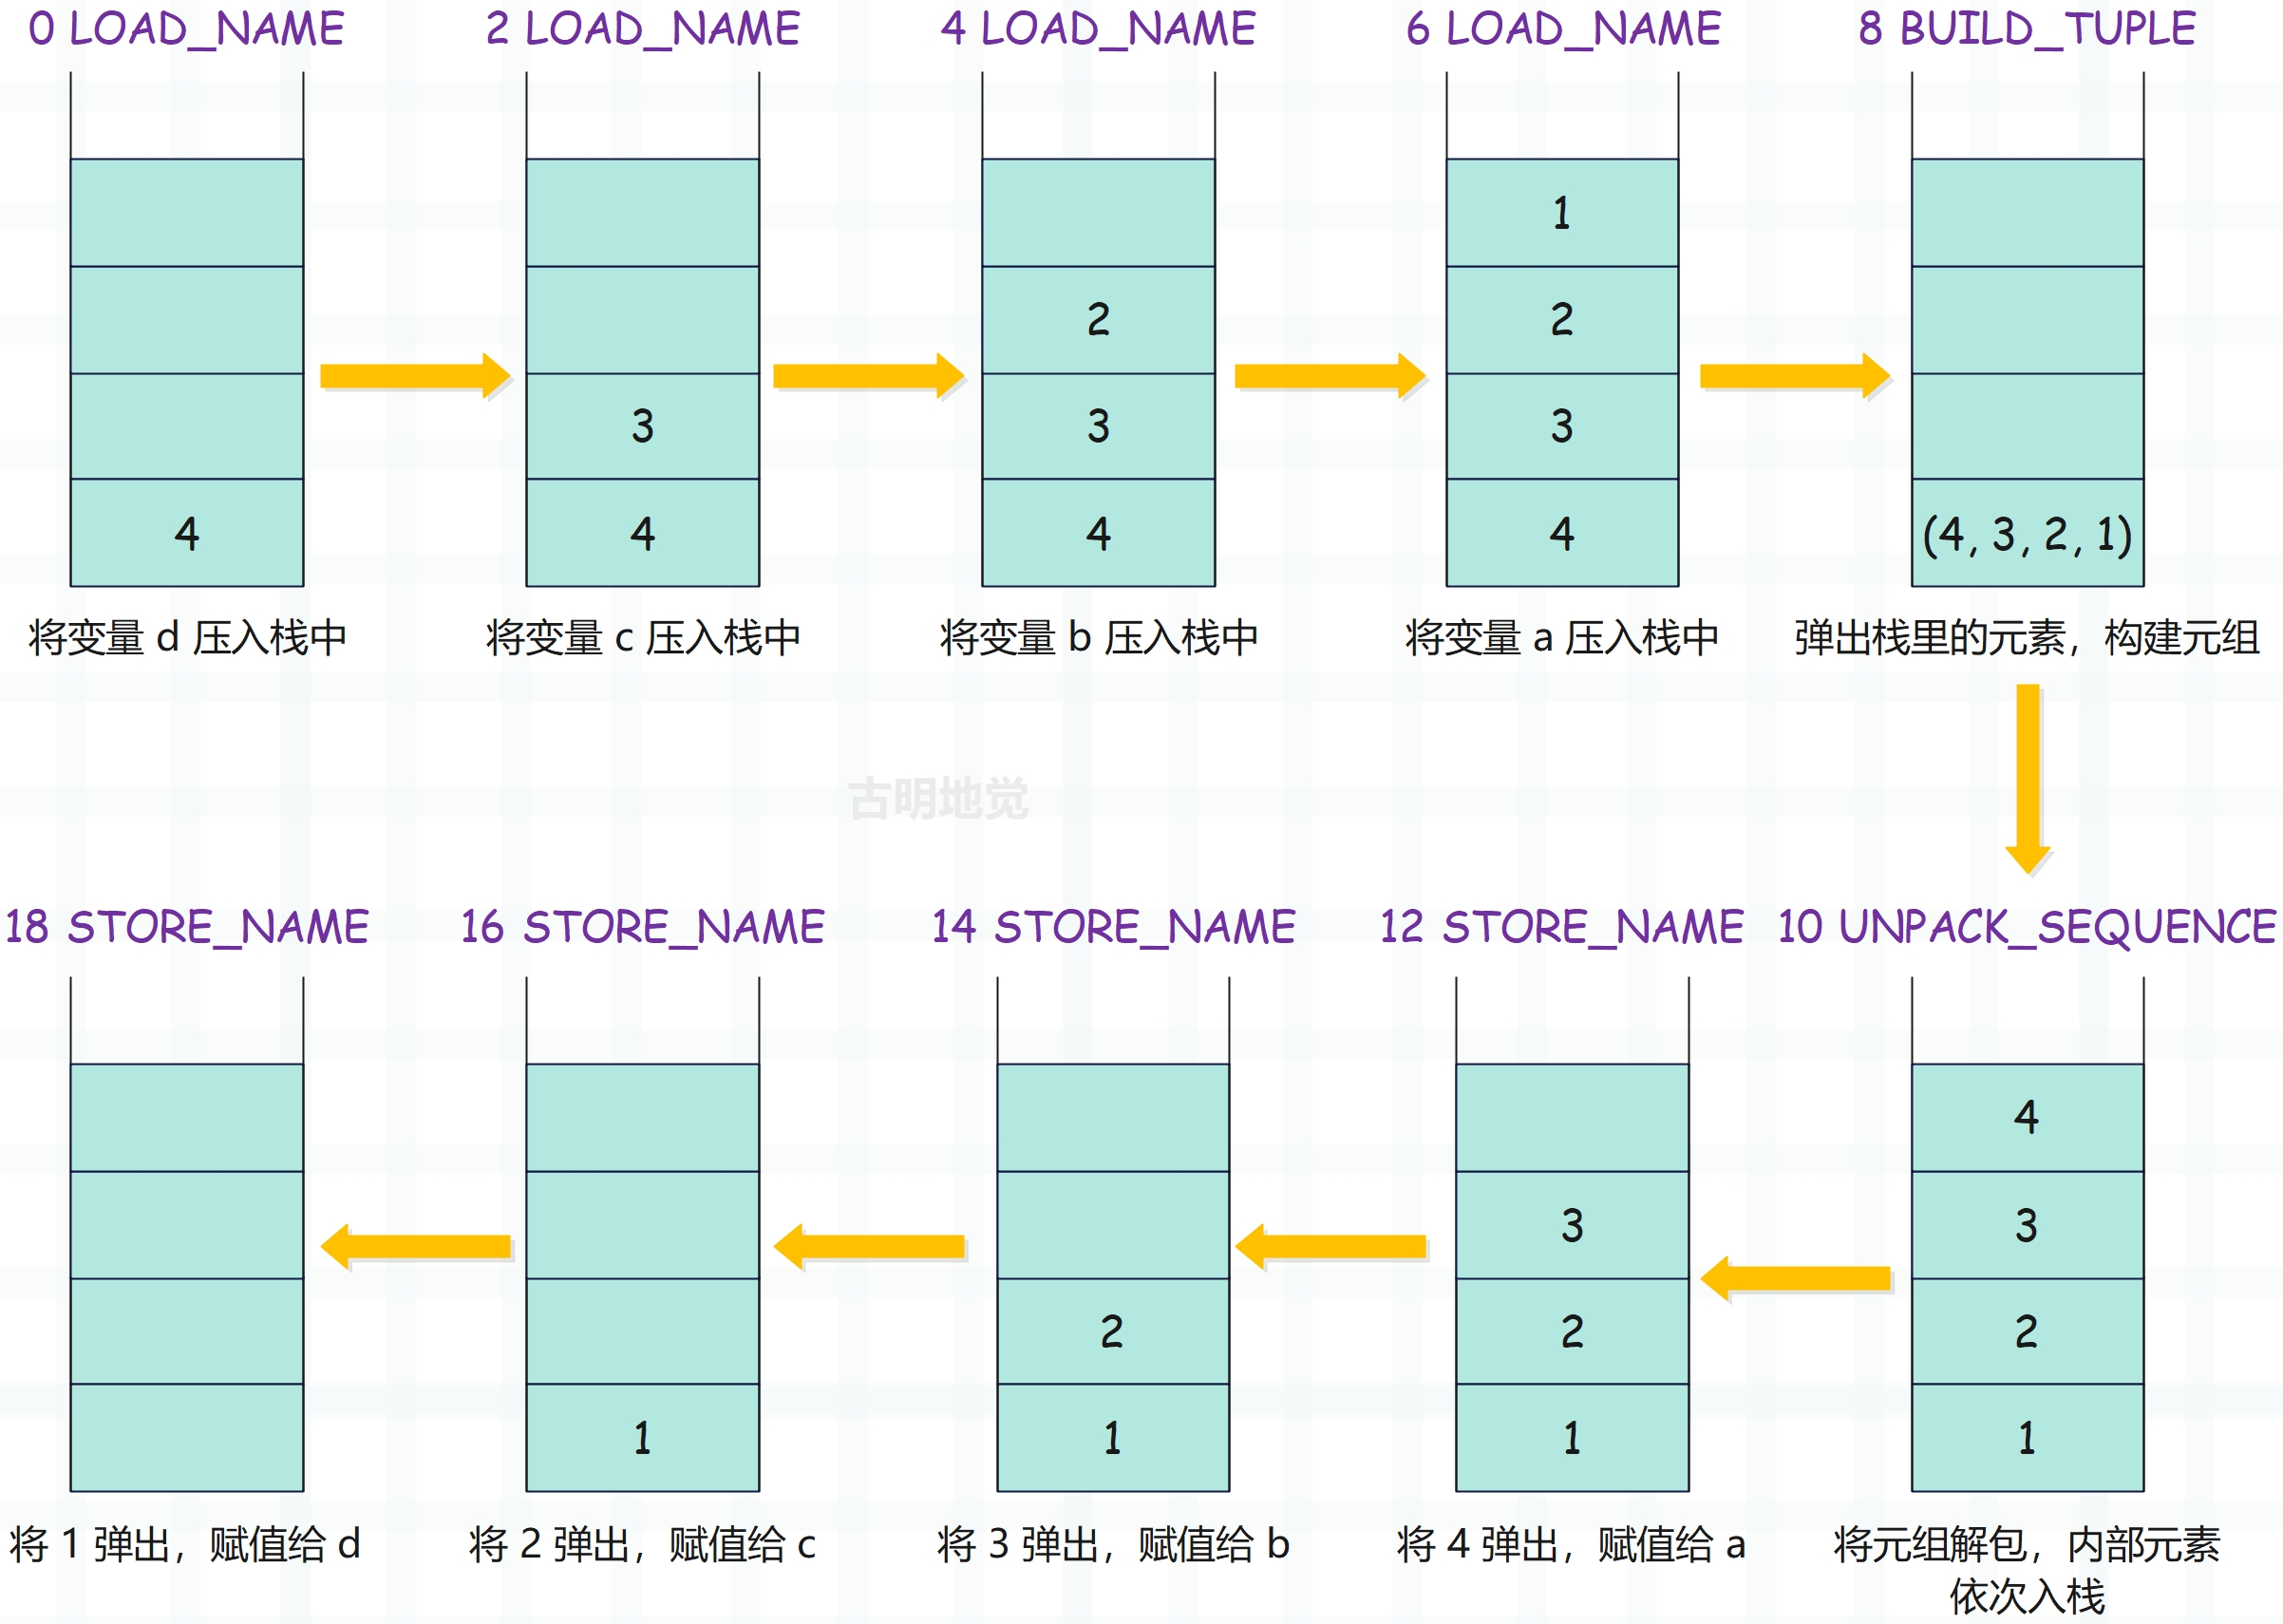 0 LOAD_NAME
2 LOAD_NAME
4 LOAD_NAME
6 LOAD_NAME
8 BUILD_TUPLE
4
3
4
2
3
4
1
2
3
4
(4, 3, 2, 1)
将变量 d 压入栈中
将变量 c 压入栈中
将变量 b 压入栈中
将变量 a 压入栈中
弹出栈里的元素，构建元组
古明地觉
18 STORE_NAME
16 STORE_NAME
14 STORE_NAME
12 STORE_NAME
10 UNPACK_SEQUENCE
1
2
1
3
2
1
4
3
2
1
将 1 弹出，赋值给 d
将 2 弹出，赋值给 c
将 3 弹出，赋值给 b
将 4 弹出，赋值给 a
将元组解包，内部元素
依次入栈